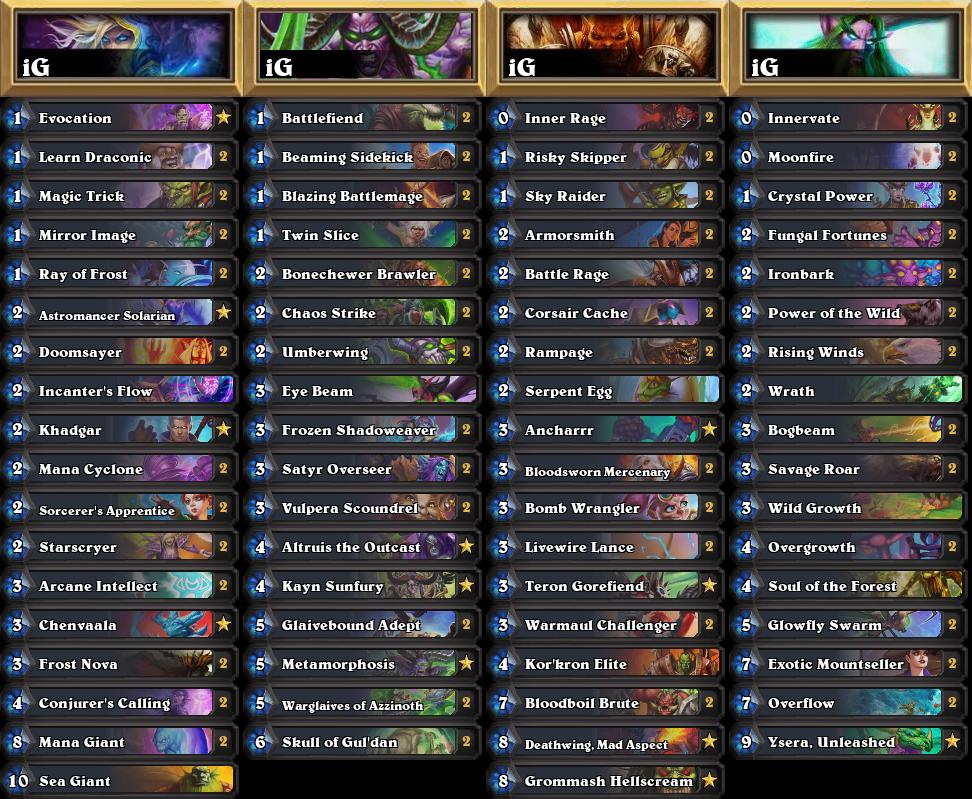 iG
1 Evocation
1 Learn Draconic 2
1 Magic Trick 2
1 Mirror Image 2
1 Ray of Frost 2
2 Astromancer Solarian
2 Doomsayer 2
2 Incanter's Flow
2 Khadgar
2 Mana Cyclone 2
2 Sorcerer's Apprentice 2
2 Starscryer 2
3 Arcane Intellect 2
3 Chenvaala
3 Frost Nova 2
4 Conjurer's Calling 2
8 Mana Giant 2
10 Sea Giant
iG
1 Battlefiend 2
1 Beaming Sidekick 2
1 Blazing Battlemage 2
1 Twin Slice 2
2 Bonechewer Brawler 2
2 Chaos Strike 2
2 Umberwing 2
3 Eye Beam
3 Frozen Shadoweaver 2
3 Satyr Overseer 2
3 Vulpera Scoundrel 2
4 Altruis the Outcast
4 Kayn Sunfury
5 Glaivebound Adept 2
5 Metamorphosis
5 Warglaives of Azzinoth 2
6 Skull of Gul'dan 2
iG
0 Inner Rage 2
1 Risky Skipper 2
1 Sky Raider 2
2 Armorsmith 2
2 Battle Rage 2
2 Corsair Cache 2
2 Rampage 2
2 Serpent Egg
3 Ancharrr
3 Bloodsworn Mercenary 2
3 Bomb Wrangler 2
3 Livewire Lance 2
3 Teron Gorefiend
3 Warmaul Challenger 2
4 Kor'kron Elite
7 Bloodboil Brute 2
8 Deathwing, Mad Aspect
8 Grommash Hellscream
iG
0 Innervate 2
0 Moonfire 2
1 Crystal Power 2
2 Fungal Fortunes 2
2 Ironbark 2
2 Power of the Wild 2
2 Rising Winds 2
2 Wrath
3 Bogbeam 2
3 Savage Roar 2
3 Wild Growth
4 Overgrowth 2
4 Soul of the Forest
5 Glowfly Swarm 2
7 Exotic Mountseller 2
7 Overflow 2
9 Ysera, Unleashed